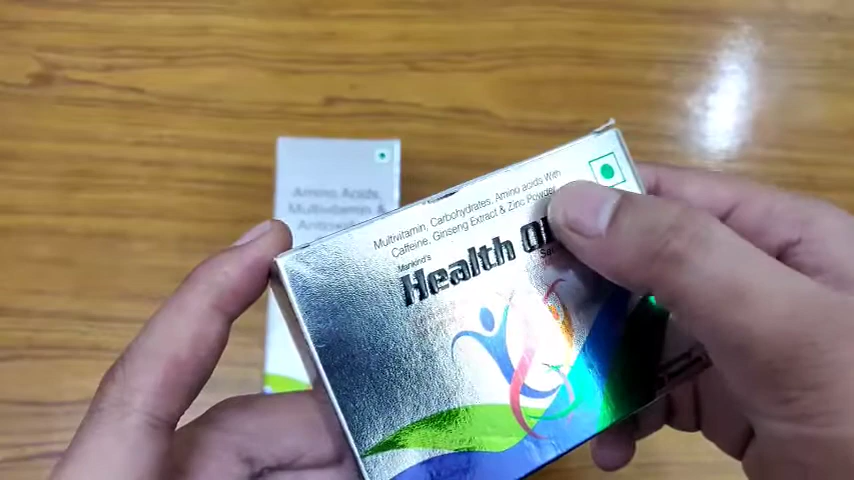 Amino Acids,
Multivitamin &
Multivitamin, Carbohydrates, Amino acids With
Caffeine, Ginseng Extract & Zinc Powder
Mankind's
Health